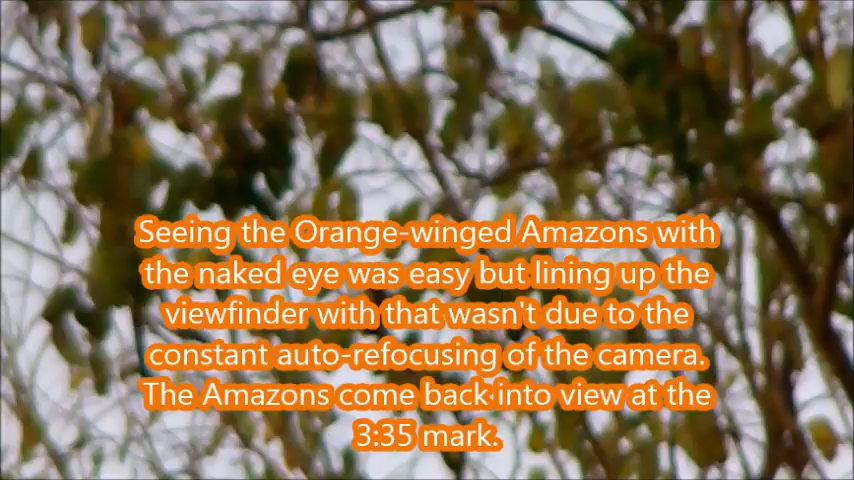 Seeing the Orange-winged Amazons with
the naked eye was easy but lining up the
viewfinder with that wasn't due to the
constant auto-refocusing of the camera.
The Amazons come back into view at the
3:35 mark.